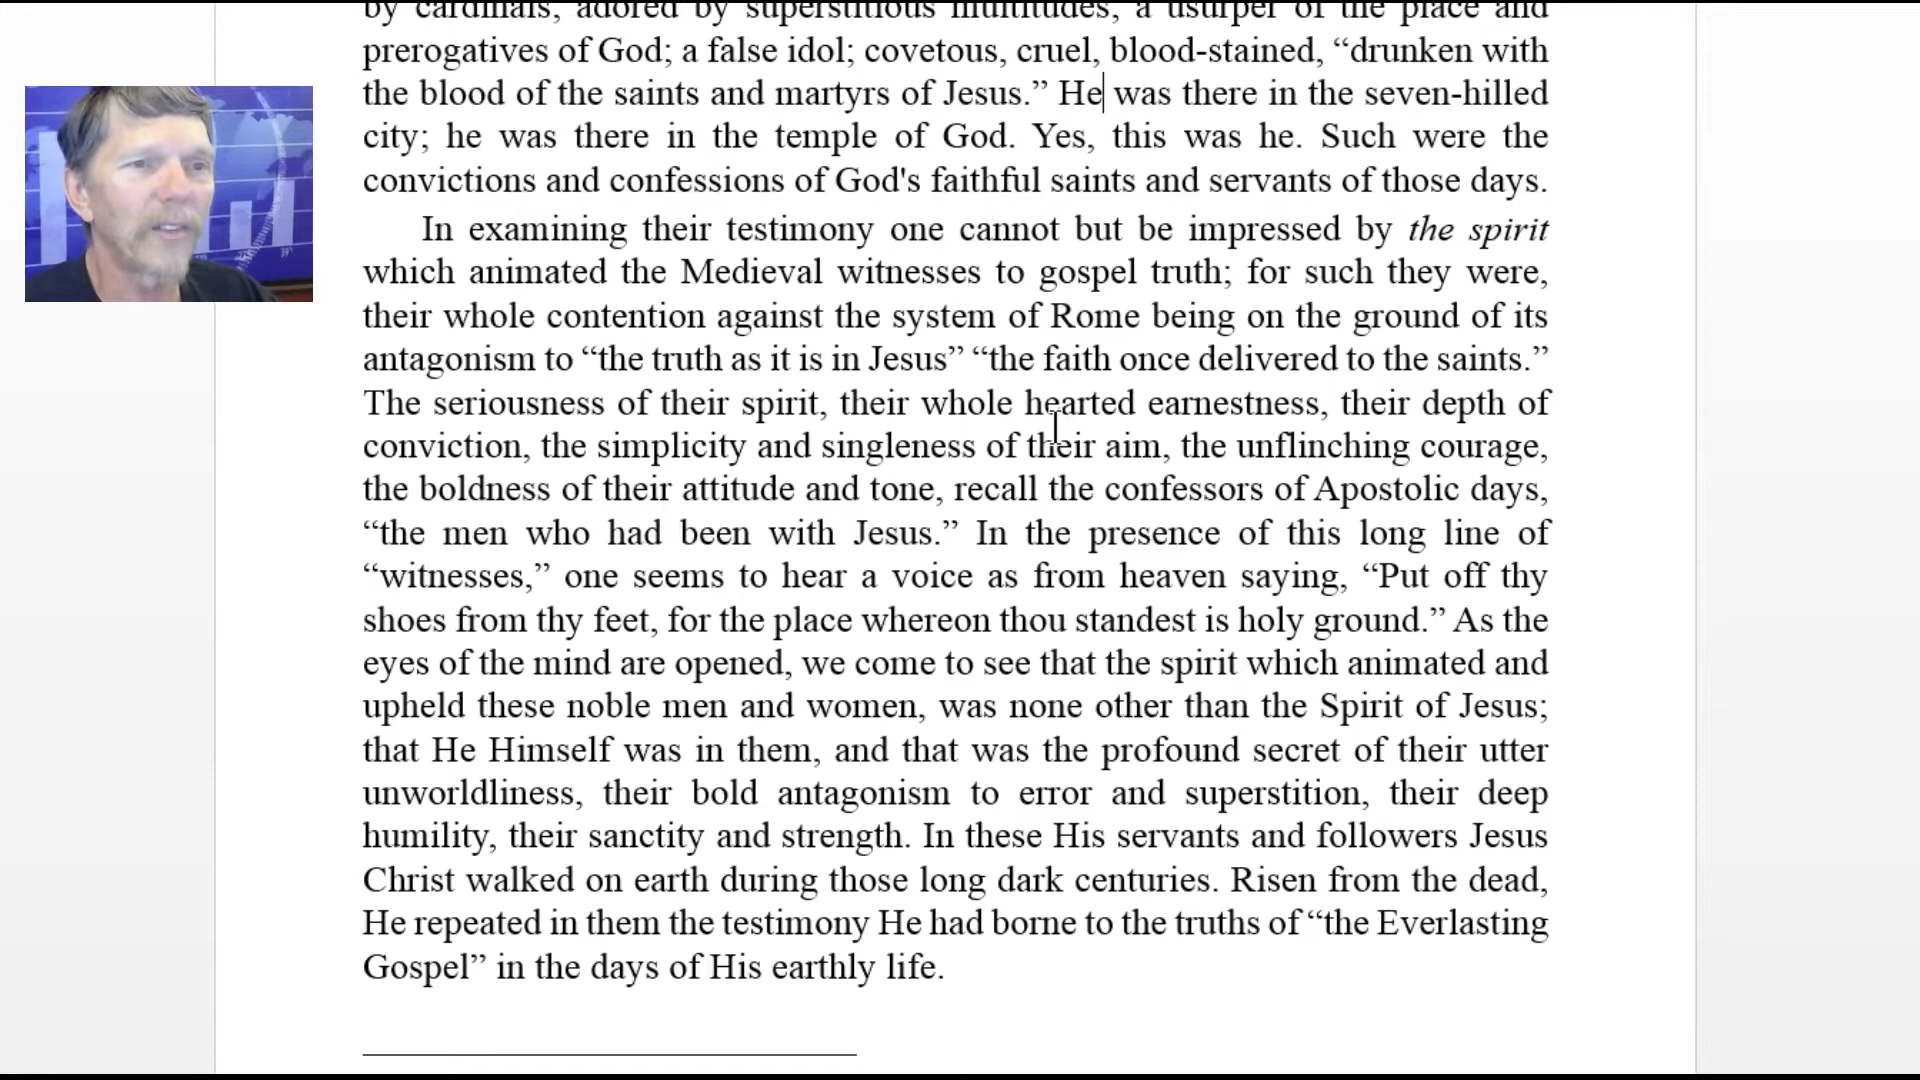 by cardinals, adored by superstitious multitudes, a usurper of the place and
prerogatives of God; a false idol; covetous, cruel, blood-stained, “drunken with
the blood of the saints and martyrs of Jesus.” He was there in the seven-hilled
city; he was there in the temple of God. Yes, this was he. Such were the
convictions and confessions of God's faithful saints and servants of those days.
In examining their testimony one cannot but be impressed by the spirit
which animated the Medieval witnesses to gospel truth; for such they were,
their whole contention against the system of Rome being on the ground of its
antagonism to “the truth as it is in Jesus” “the faith once delivered to the saints.”
The seriousness of their spirit, their whole hearted earnestness, their depth of
conviction, the simplicity and singleness of their aim, the unflinching courage,
the boldness of their attitude and tone, recall the confessors of Apostolic days,
“the men who had been with Jesus.” In the presence of this long line of
“witnesses,” one seems to hear a voice as from heaven saying, “Put off thy
shoes from thy feet, for the place whereon thou standest is holy ground.” As the
eyes of the mind are opened, we come to see that the spirit which animated and
upheld these noble men and women, was none other than the Spirit of Jesus;
that He Himself was in them, and that was the profound secret of their utter
unworldliness, their bold antagonism to error and superstition, their deep
humility, their sanctity and strength. In these His servants and followers Jesus
Christ walked on earth during those long dark centuries. Risen from the dead,
He repeated in them the testimony He had borne to the truths of “the Everlasting
Gospel” in the days of His earthly life.